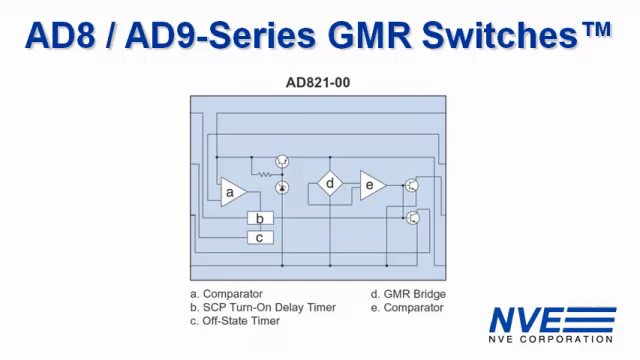 AD8 / AD9-Series GMR Switches™
AD821-00
a
b
c
d
e
a. Comparator
b. SCP Turn-On Delay Timer
c. Off-State Timer
d. GMR Bridge
e. Comparator
NVE
NVE CORPORATION